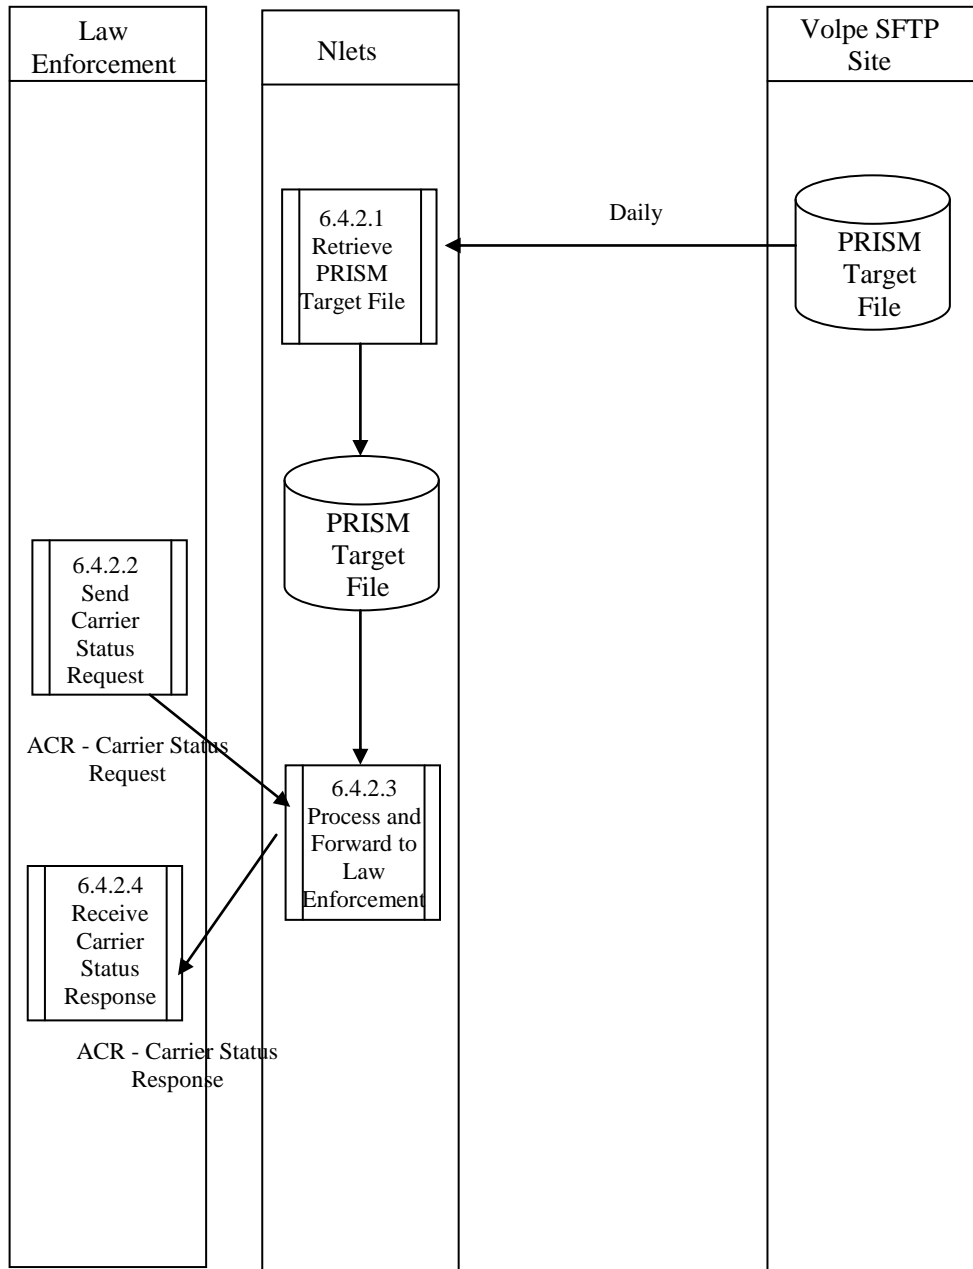 Law
Enforcement
Nlets
Volpe SFTP
Site
6.4.2.1
Retrieve
PRISM
Target File
Daily
PRISM
Target
File
PRISM
Target
File
6.4.2.2
Send
Carrier
Status
Request
ACR - Carrier Status
Request
6.4.2.3
Process and
Forward to
Law
Enforcement
6.4.2.4
Receive
Carrier
Status
Response
ACR - Carrier Status
Response